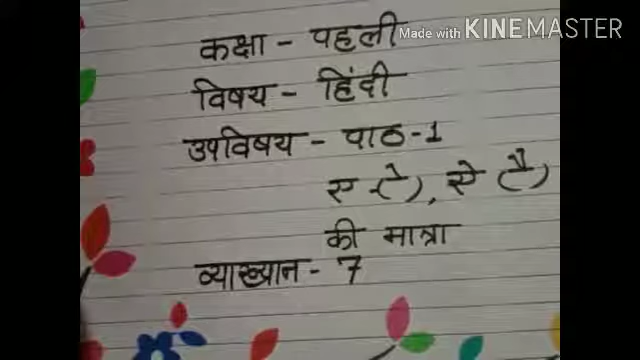 Made with KINEMASTER
कक्षा - पहली
विषय - हिंदी
उपविषय - पाठ-1
ए (े), ऐ (ै)
की मात्रा
व्याख्यान - 7